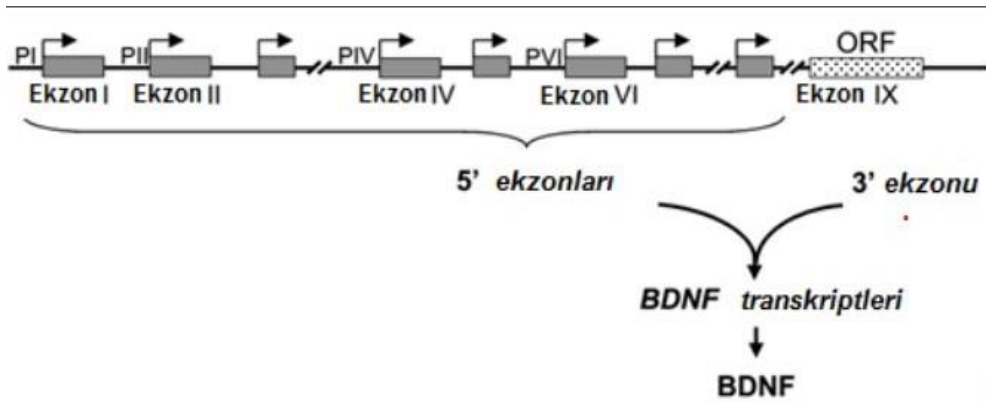 PI PII PIV PVI ORF
Ekzon I Ekzon II Ekzon IV Ekzon VI Ekzon IX
5' ekzonları 3' ekzonu
BDNF transkriptleri
BDNF